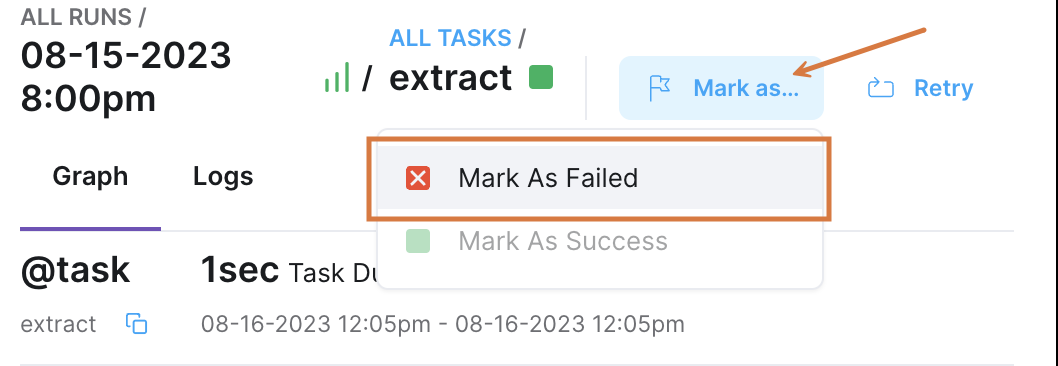 ALL RUNS /
08-15-2023
8:00pm
ALL TASKS /
/ extract
Mark as...
Retry
Graph
Logs
Mark As Failed
Mark As Success
@task
1sec Task Du
extract
08-16-2023 12:05pm - 08-16-2023 12:05pm